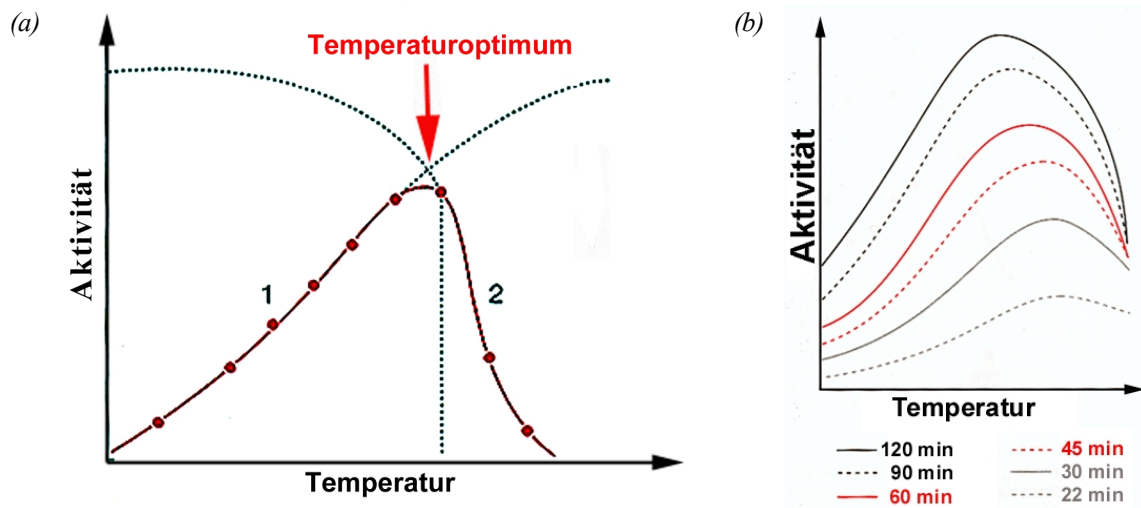 (a)
Temperaturoptimum
Aktivität
1
2
Temperatur
(b)
Aktivität
Temperatur
120 min
90 min
60 min
45 min
30 min
22 min